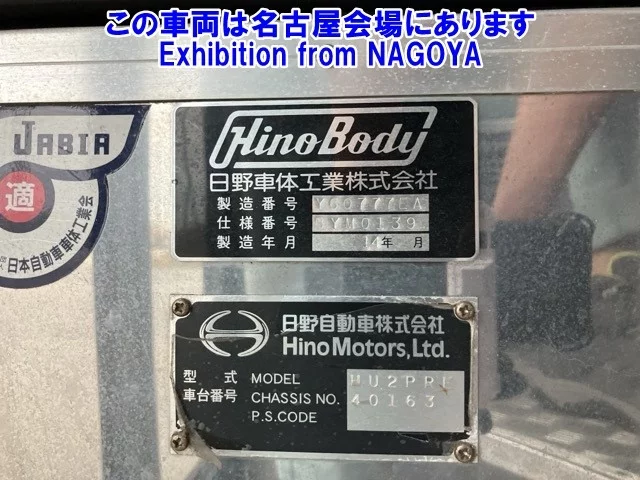 この車両は名古屋会場にあります
Exhibition from NAGOYA
JABIA
適
日本自動車車体工業会
HinoBody
日野車体工業株式会社
製造番号
仕様番号
製造年月 14年 月
日野自動車株式会社
Hino Motors, Ltd.
型式 MODEL
車台番号 CHASSIS NO. 40163
P.S.CODE